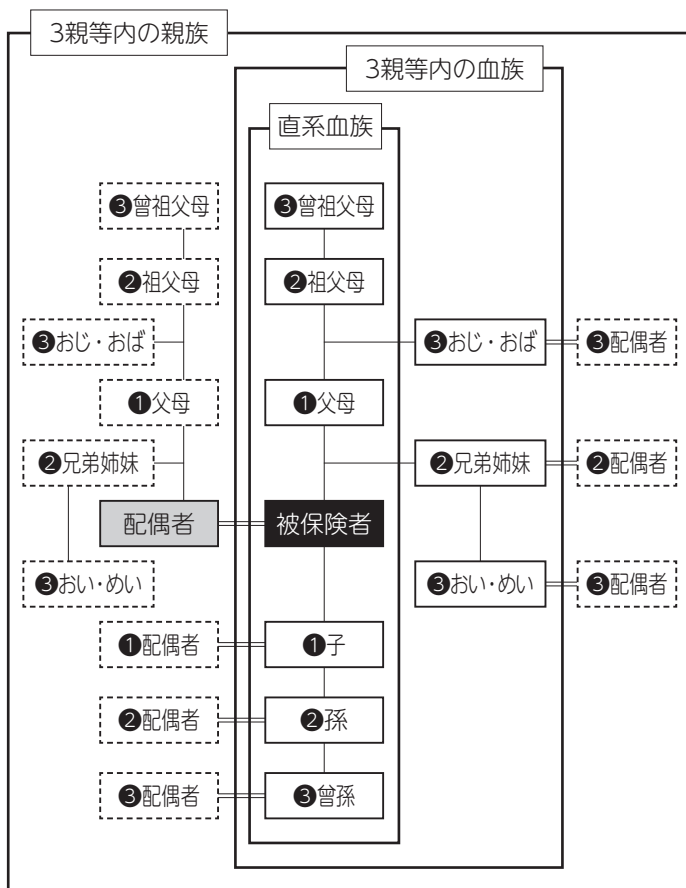 3親等内の親族
3親等内の血族
直系血族
❸曾祖父母
❸曾祖父母
❷祖父母
❷祖父母
❸おじ・おば
❸おじ・おば
❸配偶者
❶父母
❶父母
❷兄弟姉妹
❷兄弟姉妹
❷配偶者
配偶者
被保険者
❸おい・めい
❸おい・めい
❸配偶者
❶配偶者
❶子
❷配偶者
❷孫
❸配偶者
❸曾孫